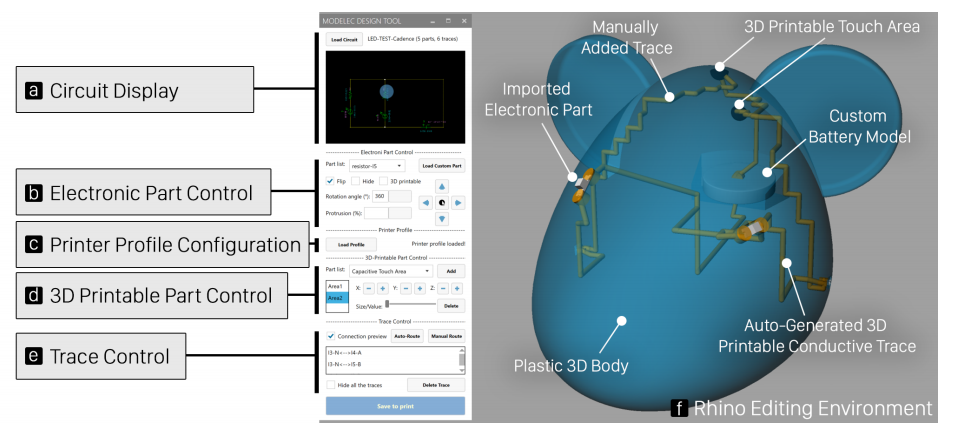 a Circuit Display
b Electronic Part Control
c Printer Profile Configuration
d 3D Printable Part Control
e Trace Control
MODELEC DESIGN TOOL
Load Circuit LED-TEST-Cadence (5 parts, 6 traces)
Electroni Part Control
Part list: resistor-I5 Load Custom Part
Flip Hide 3D printable
Rotation angle (°): 360
Protrusion (%):
Printer Profile
Load Profile Printer profile loaded!
3D-Printable Part Control
Part list: Capacitive Touch Area Add
Area1 X: - + Y: - + Z: - +
Area2
Size/Value: Delete
Trace Control
Connection preview Auto-Route Manual Route
I3-N<-->I4-A
I3-N<-->I5-B
Hide all the traces Delete Trace
Save to print
Manually
Added Trace
3D Printable Touch Area
Imported
Electronic Part
Custom
Battery Model
Auto-Generated 3D
Printable Conductive Trace
Plastic 3D Body
f Rhino Editing Environment